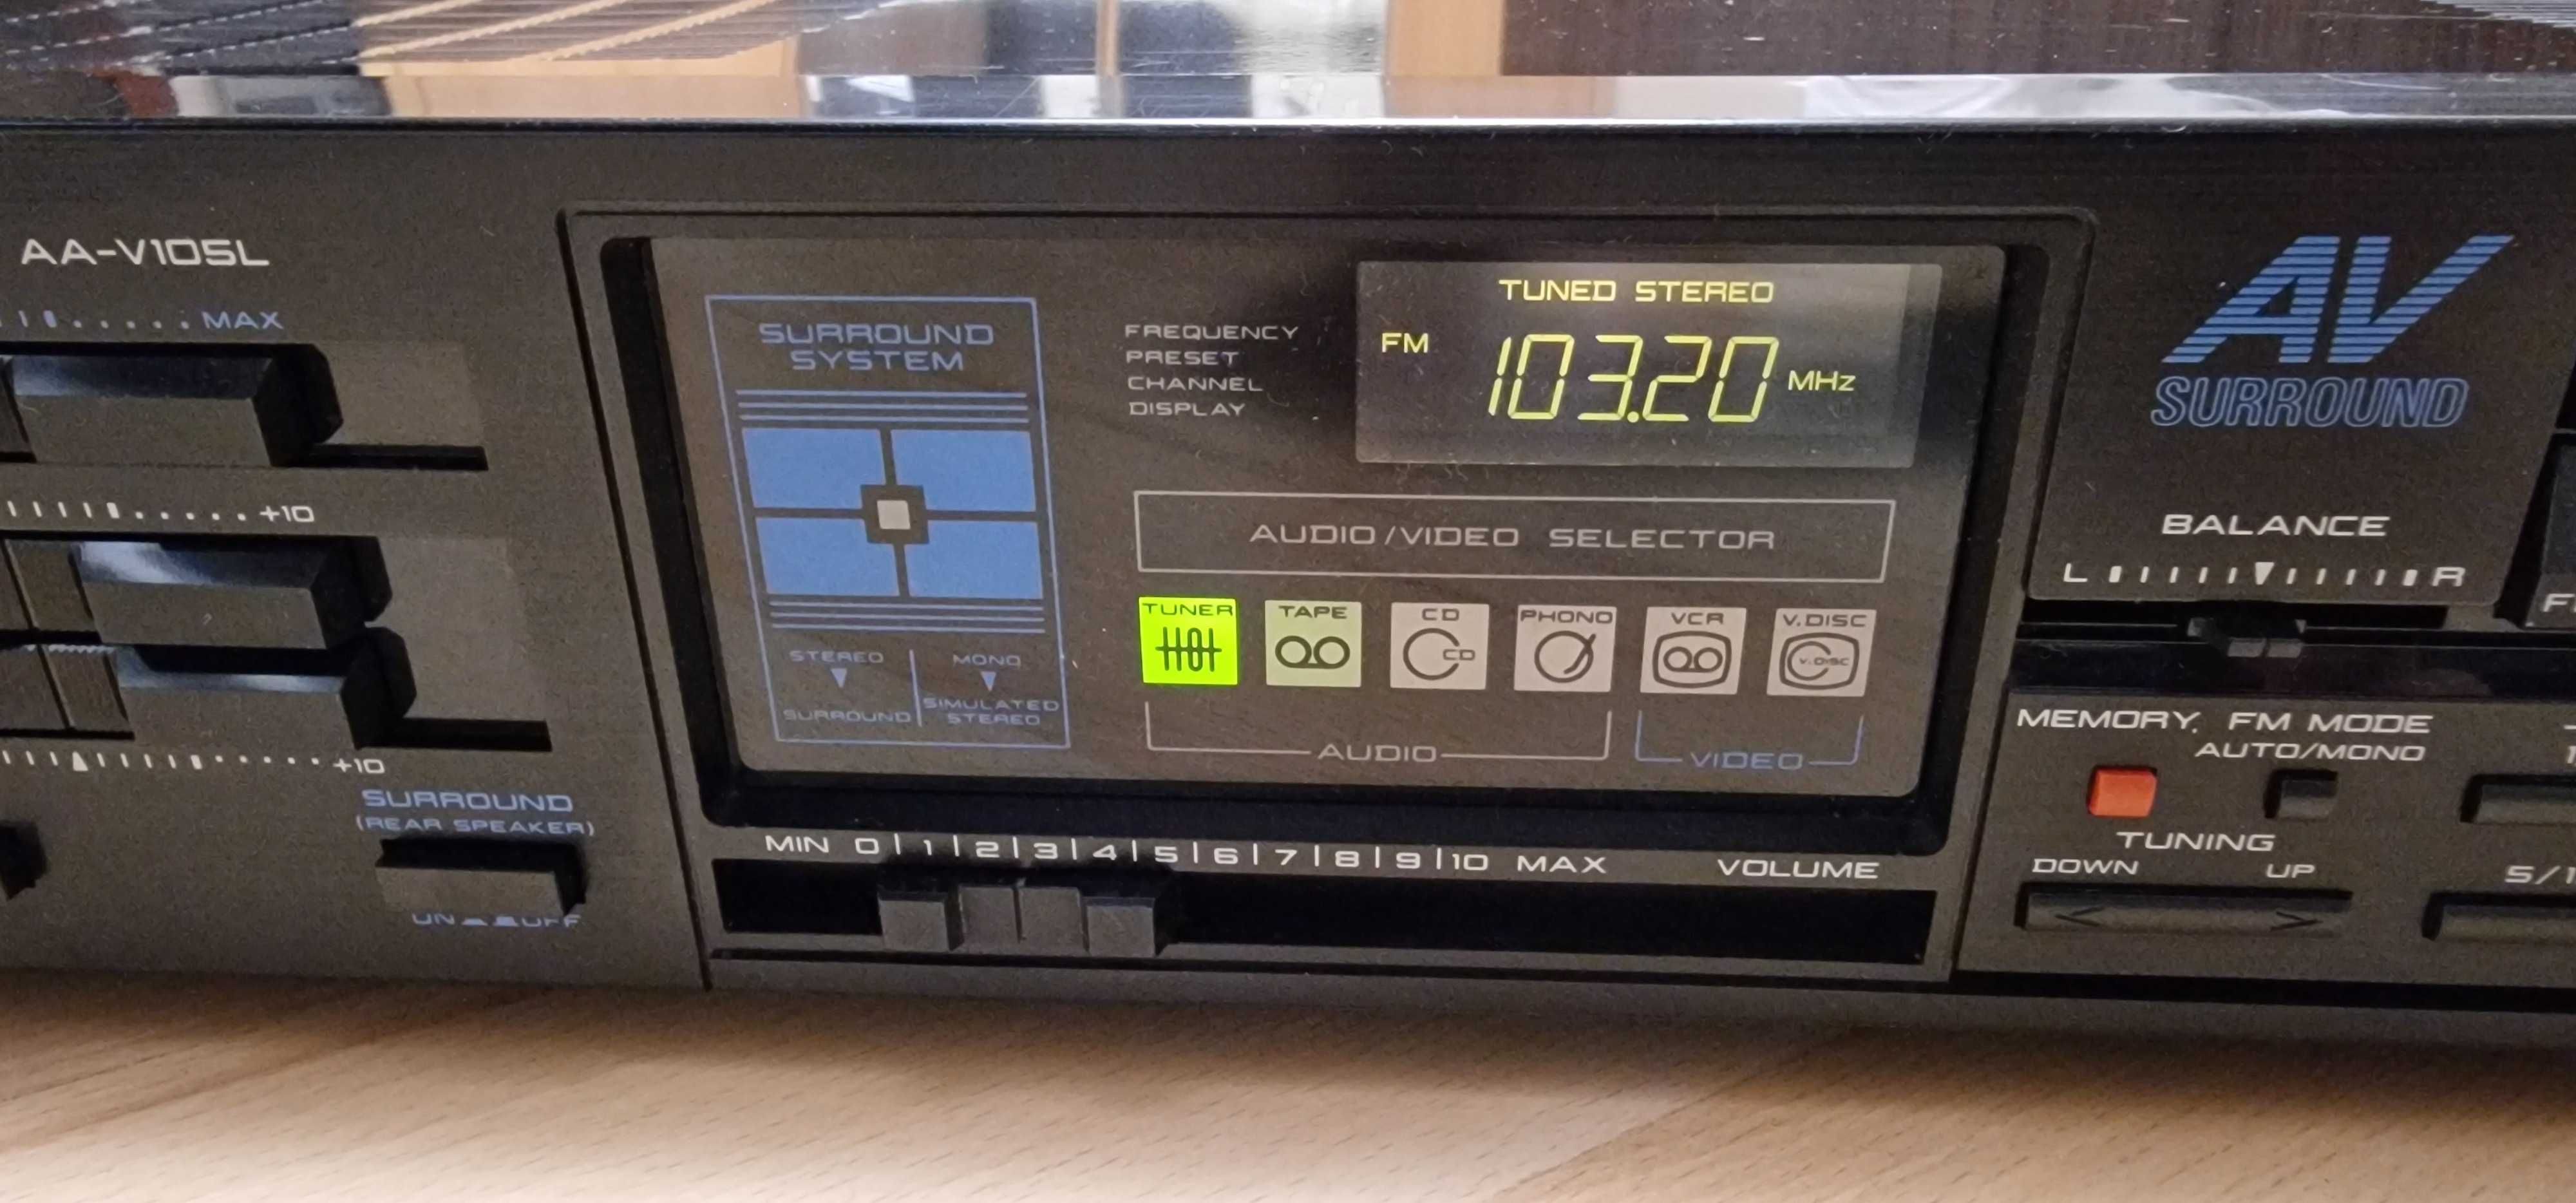 AA-V105L
MAX
+10
+10
SURROUND
(REAR SPEAKER)
ON OFF
SURROUND
SYSTEM
STEREO
SURROUND
MONO
SIMULATED
STEREO
FREQUENCY
PRESET
CHANNEL
DISPLAY
TUNED STEREO
FM 103.20 MHz
AUDIO/VIDEO SELECTOR
TUNER TAPE CD PHONO VCR V.DISC
CD V.DISC
AUDIO VIDEO
MIN 0 1 2 3 4 5 6 7 8 9 10 MAX VOLUME
AV
SURROUND
BALANCE
L R
MEMORY FM MODE
AUTO/MONO
TUNING
DOWN UP